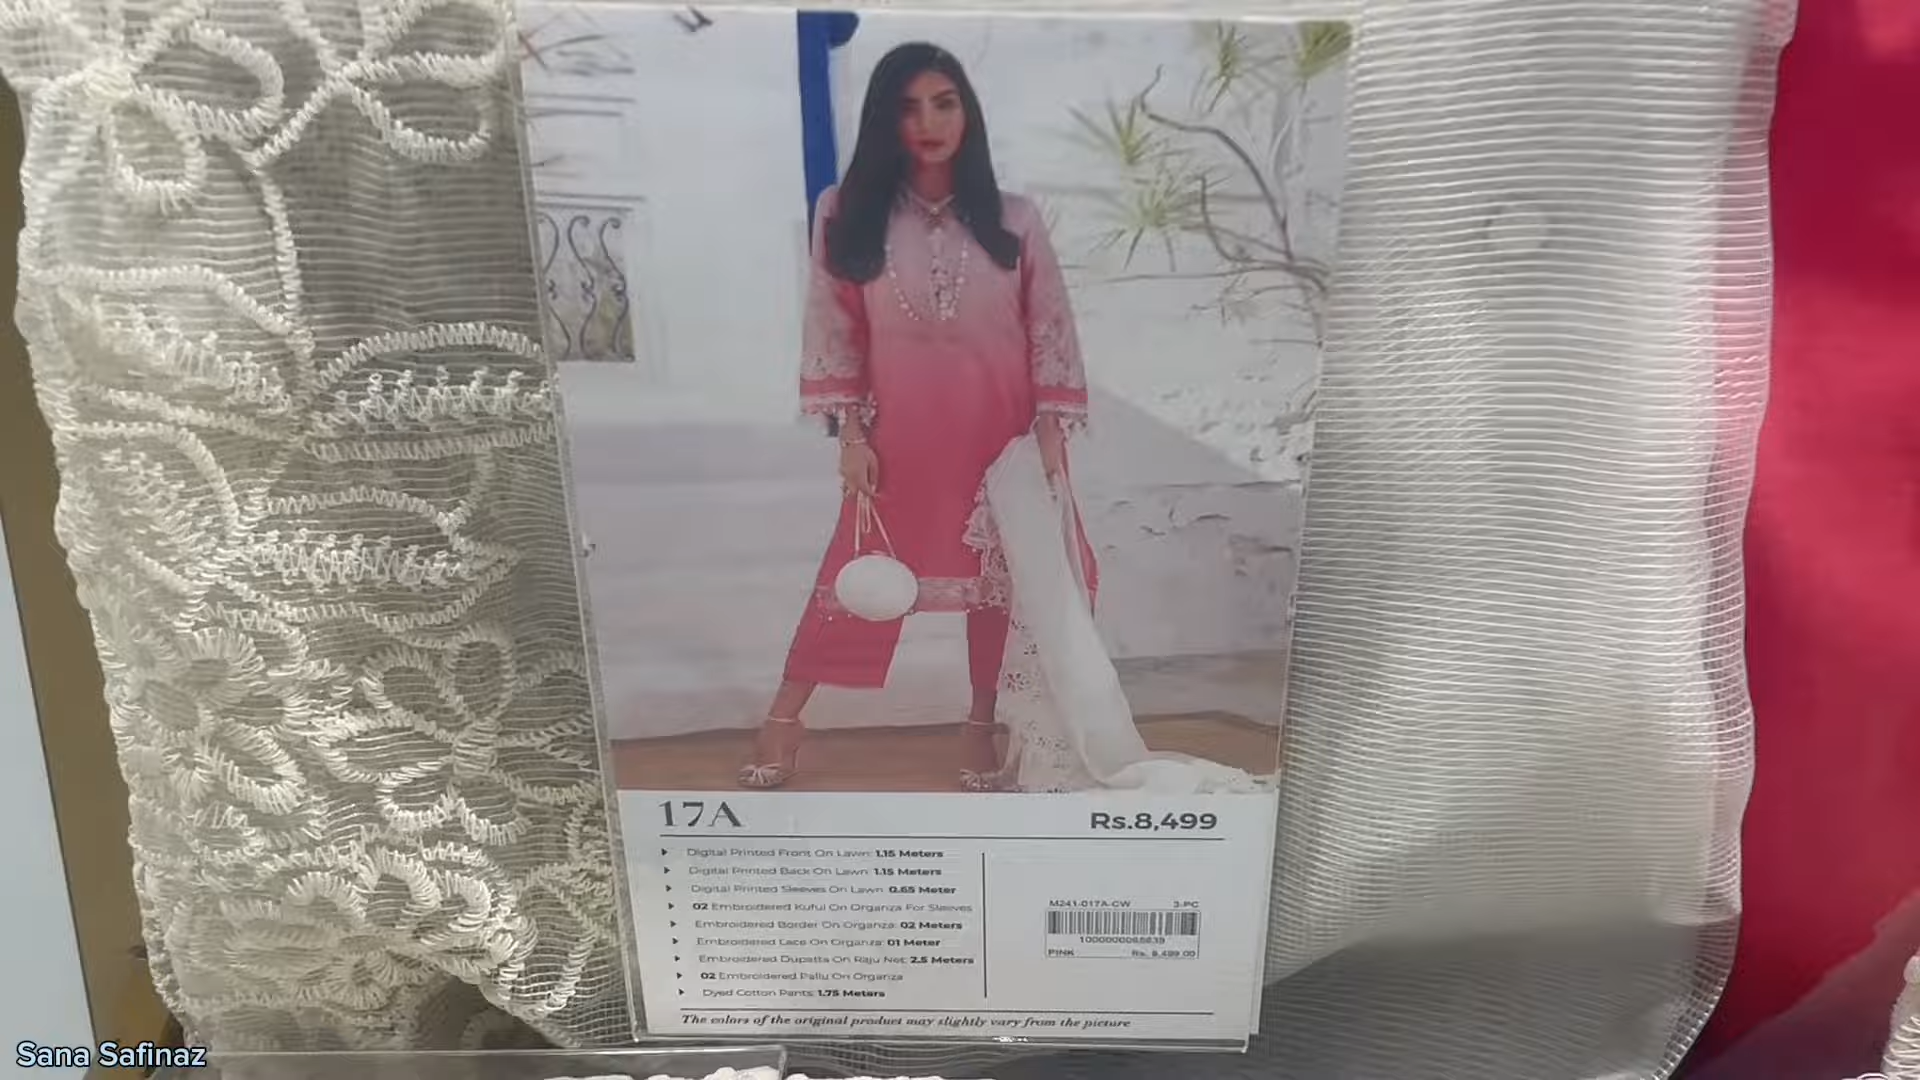 17A
Rs.8,499
Digital Printed Front On Lawn: 1.15 Meters
Digital Printed Back On Lawn: 1.15 Meters
Digital Printed Sleeves On Lawn: 0.65 Meter
02 Embroidered Kufui On Organza For Sleeves
Embroidered Border On Organza: 02 Meters
Embroidered Lace On Organza: 01 Meter
Embroidered Dupatta On Raju Net: 2.5 Meters
02 Embroidered Pallu On Organza
Dyed Cotton Pants: 1.75 Meters
M241-017A-CW 3-PC
PINK Rs. 8,499.00
The colors of the original product may slightly vary from the picture
Sana Safinaz